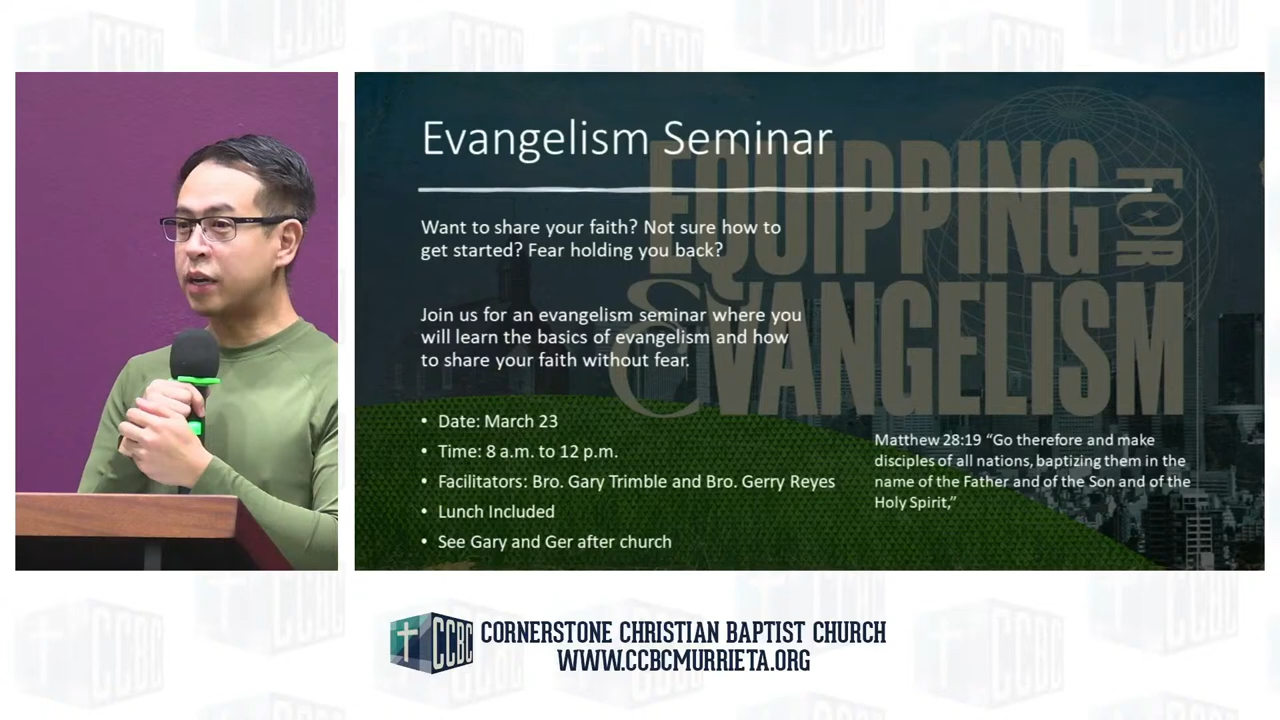 Evangelism Seminar
EQUIPPING
FOR
EVANGELISM
Want to share your faith? Not sure how to
get started? Fear holding you back?
Join us for an evangelism seminar where you
will learn the basics of evangelism and how
to share your faith without fear.
• Date: March 23
• Time: 8 a.m. to 12 p.m.
• Facilitators: Bro. Gary Trimble and Bro. Gerry Reyes
• Lunch Included
• See Gary and Ger after church
Matthew 28:19 “Go therefore and make
disciples of all nations, baptizing them in the
name of the Father and of the Son and of the
Holy Spirit,”
CCBC
CORNERSTONE CHRISTIAN BAPTIST CHURCH
WWW.CCBCMURRIETA.ORG